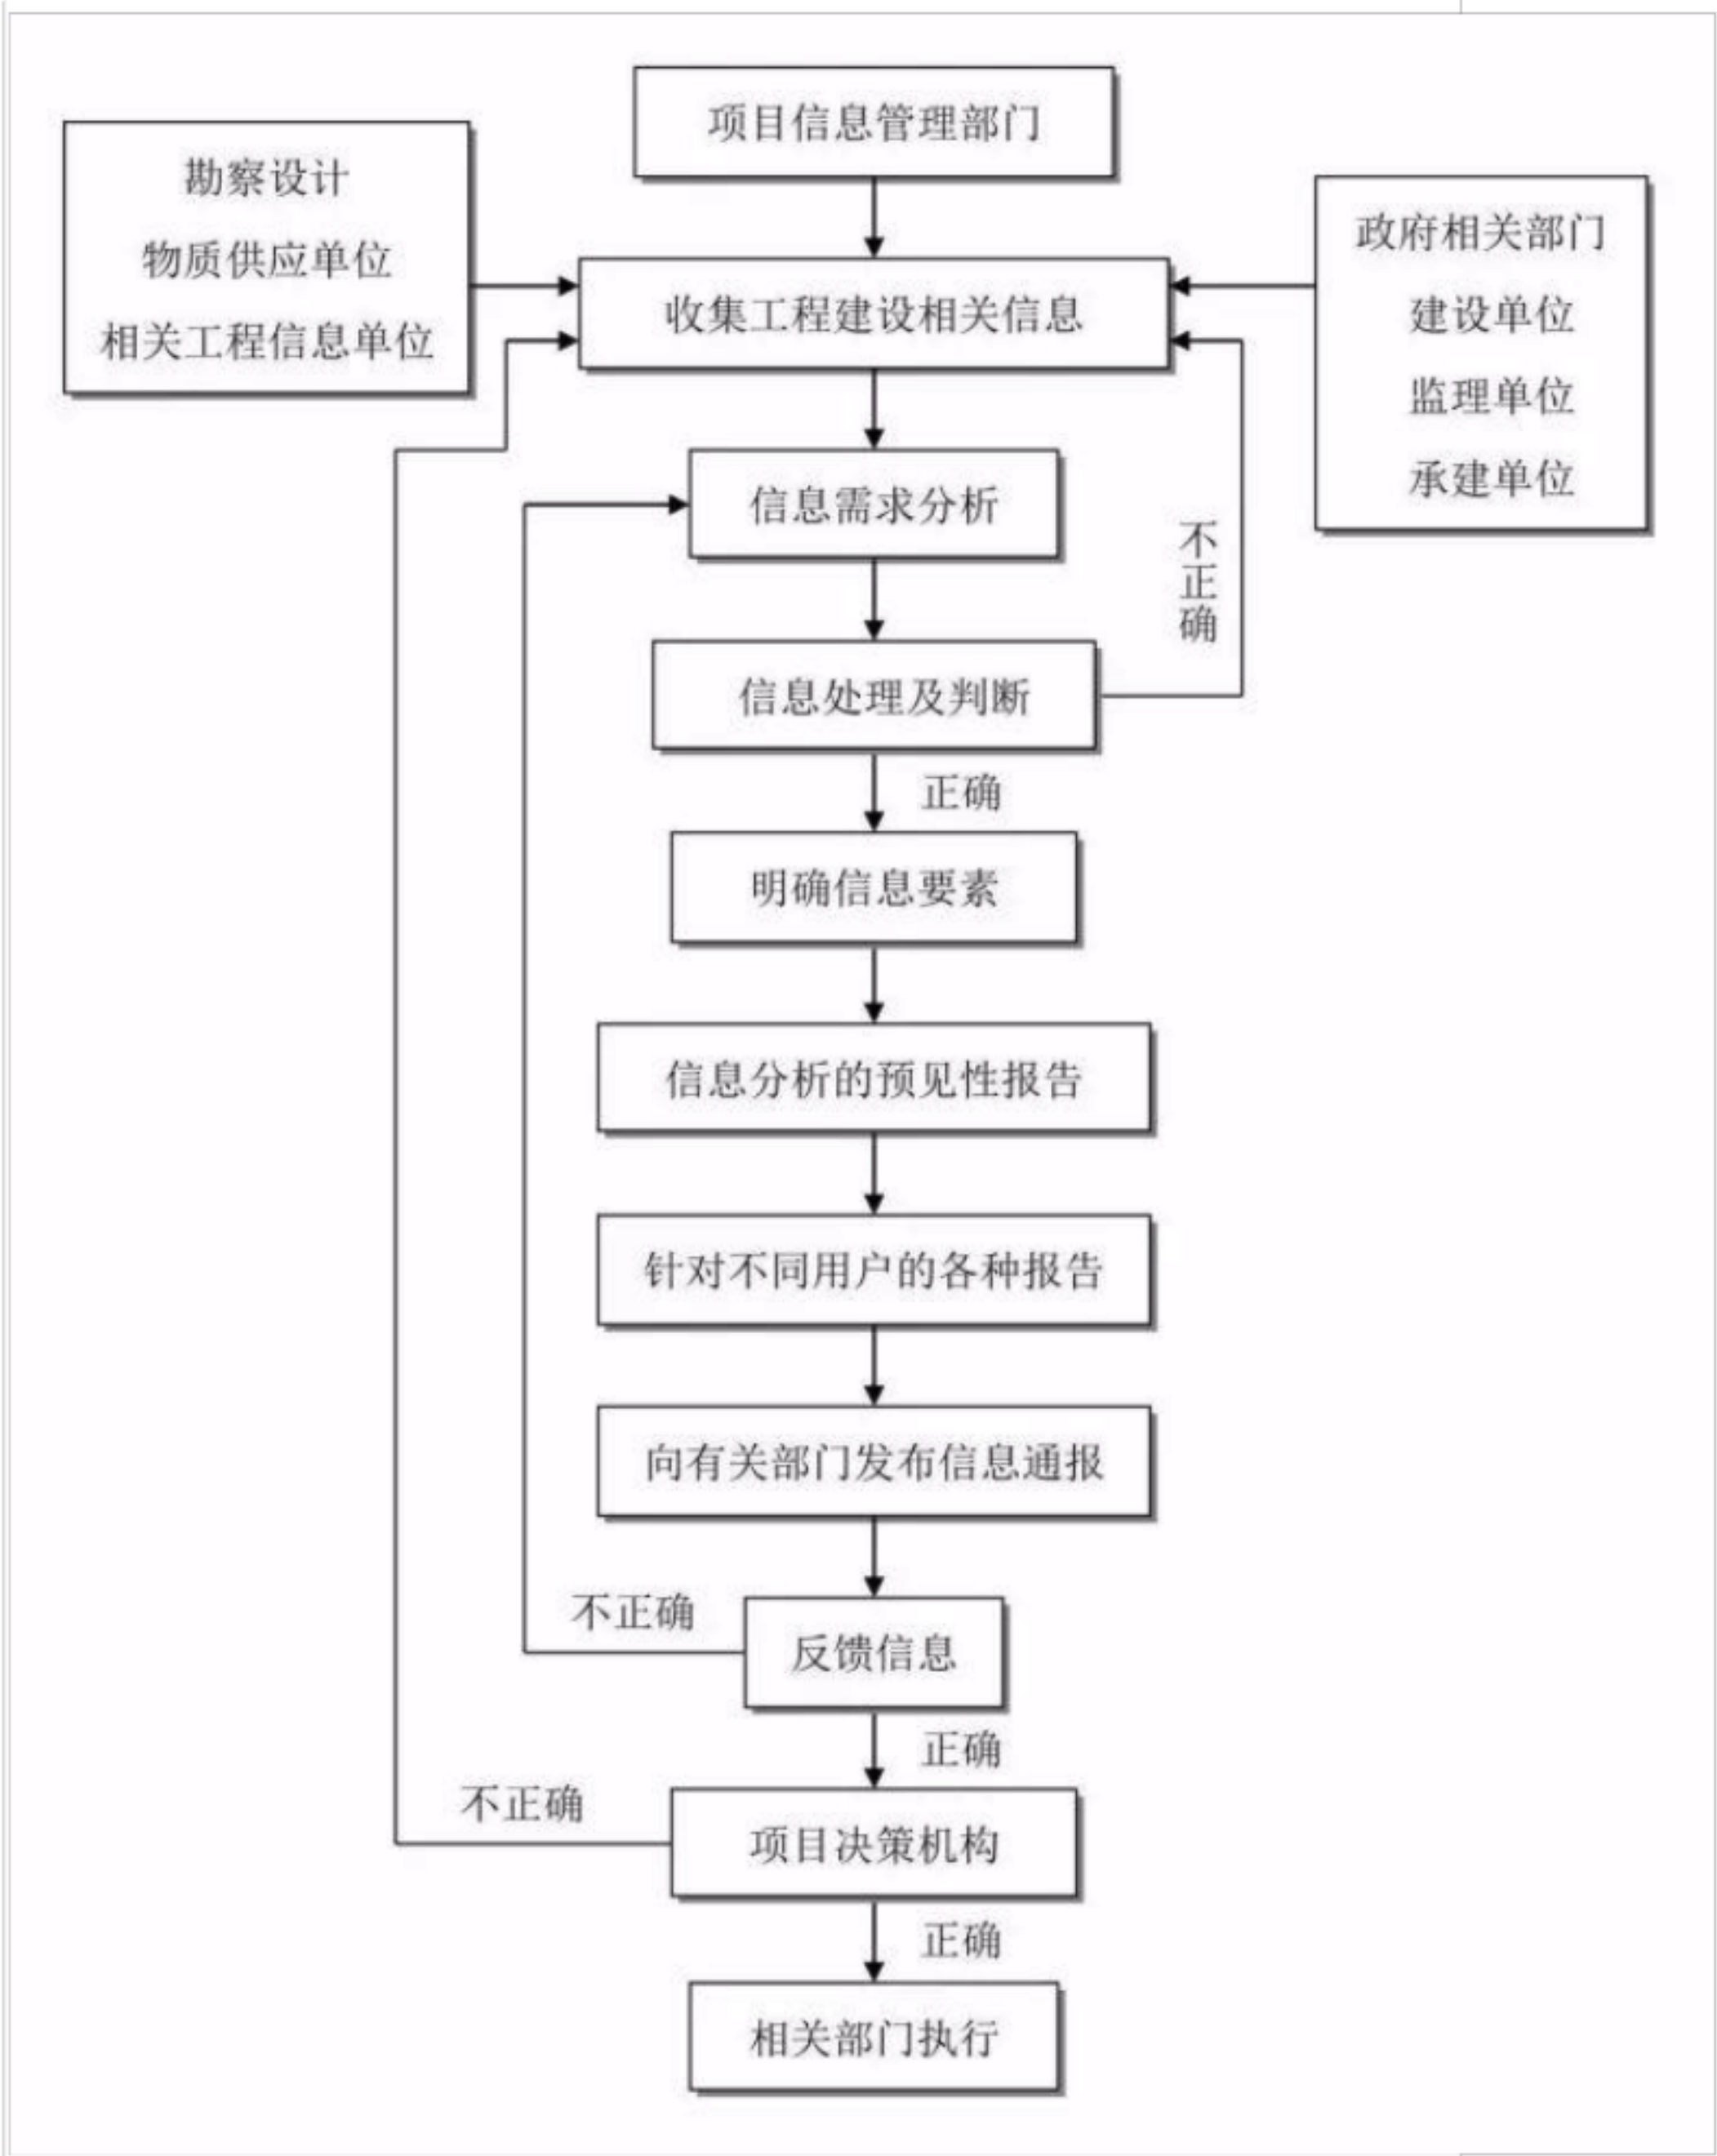 项目信息管理部门
勘察设计
物质供应单位
相关工程信息单位
政府相关部门
建设单位
监理单位
承建单位
收集工程建设相关信息
信息需求分析
不正确
信息处理及判断
正确
明确信息要素
信息分析的预见性报告
针对不同用户的各种报告
向有关部门发布信息通报
不正确
反馈信息
正确
不正确
项目决策机构
正确
相关部门执行